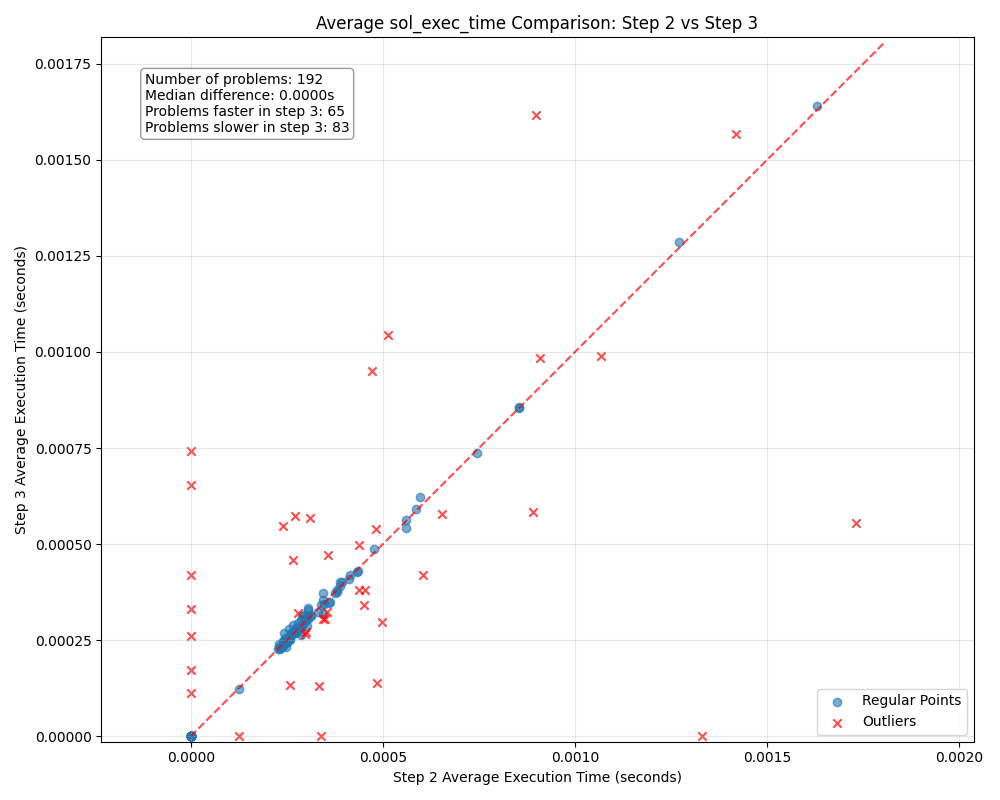 Average sol_exec_time Comparison: Step 2 vs Step 3
Number of problems: 192
Median difference: 0.0000s
Problems faster in step 3: 65
Problems slower in step 3: 83
Step 3 Average Execution Time (seconds)
0.00175
0.00150
0.00125
0.00100
0.00075
0.00050
0.00025
0.00000
Regular Points
Outliers
0.0000
0.0005
0.0010
0.0015
0.0020
Step 2 Average Execution Time (seconds)